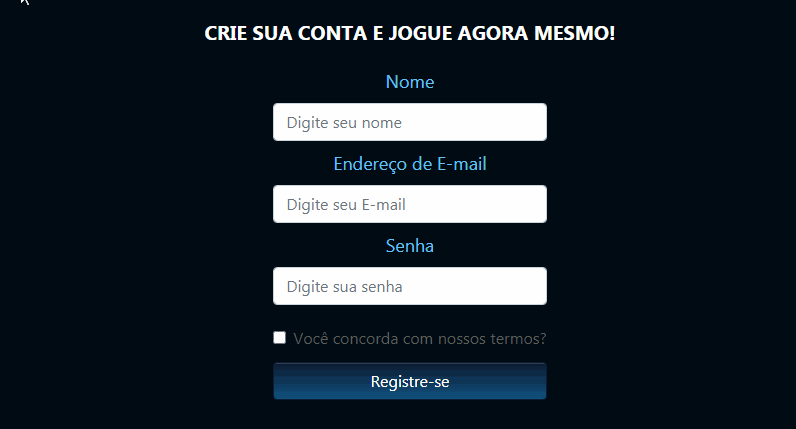 CRIE SUA CONTA E JOGUE AGORA MESMO!
Nome
Digite seu nome
Endereço de E-mail
Digite seu E-mail
Senha
Digite sua senha
Você concorda com nossos termos?
Registre-se